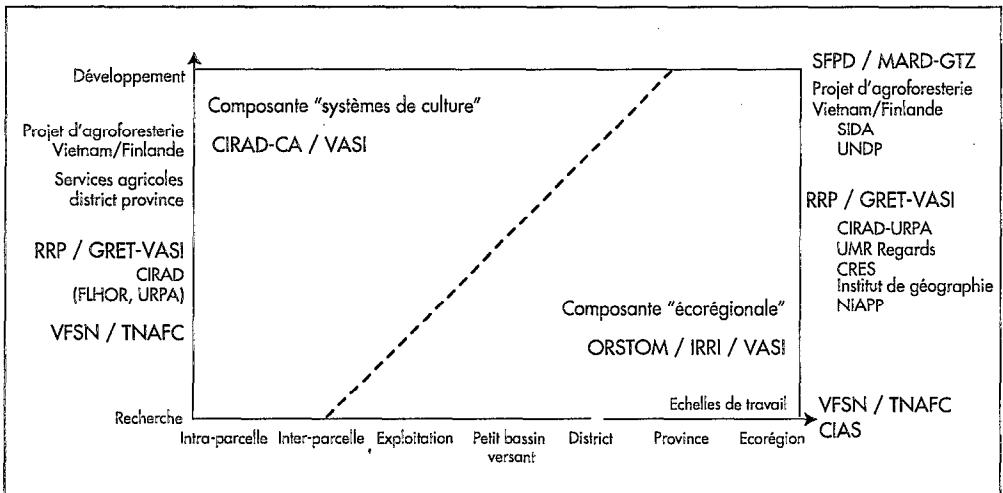 Développement
Projet d'agroforesterie
Vietnam/Finlande
Services agricoles
district province
RRP / GRET-VASI
CIRAD
(FLHOR, URPA)
VFSN / TNAFC
Recherche
Composante "systèmes de culture"
CIRAD-CA / VASI
Composante "écorégionale"
ORSTOM / IRRI / VASI
Echelles de travail
Intra-parcelle
Inter-parcelle
Exploitation
Petit bassin
versant
District
Province
Ecorégion
SFPD / MARD-GTZ
Projet d'agroforesterie
Vietnam/Finlande
SIDA
UNDP
RRP / GRET-VASI
CIRAD-URPA
UMR Regards
CRES
Institut de géographie
NIAPP
VFSN / TNAFC
CIAS